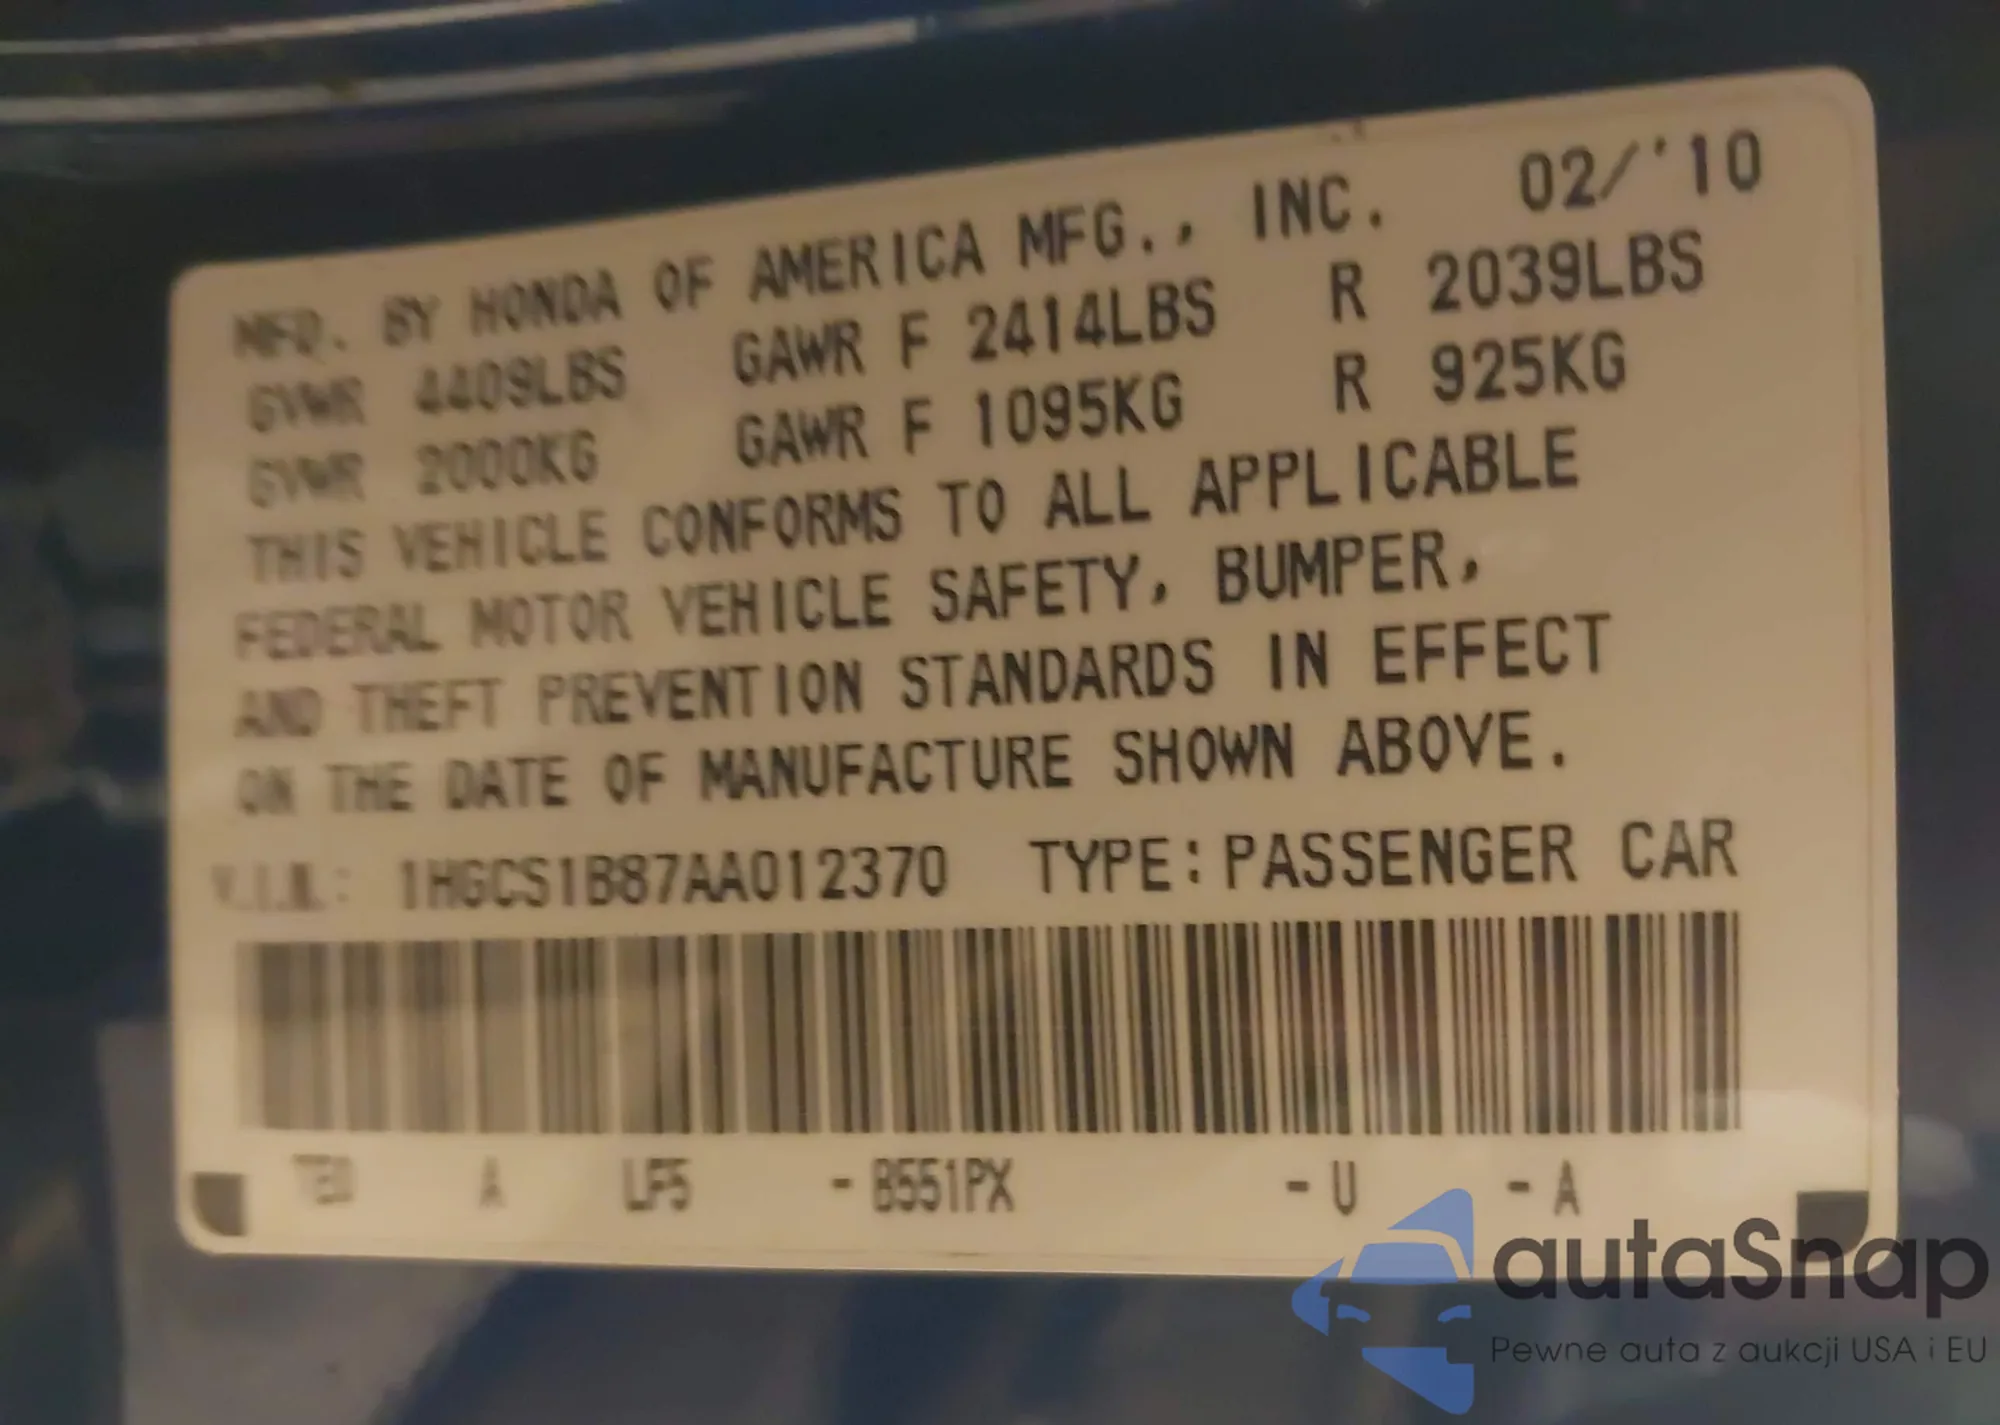 MFD. BY HONDA OF AMERICA MFG., INC. 02/'10
GVWR 4409LBS GAWR F 2414LBS R 2039LBS
GVWR 2000KG GAWR F 1095KG R 925KG
THIS VEHICLE CONFORMS TO ALL APPLICABLE
FEDERAL MOTOR VEHICLE SAFETY, BUMPER,
AND THEFT PREVENTION STANDARDS IN EFFECT
ON THE DATE OF MANUFACTURE SHOWN ABOVE.
V.I.N.: 1HGCS1B87AA012370 TYPE: PASSENGER CAR
TE0 A LF5 - B551PX - U - A
autaSnap
Pewne auta z aukcji USA i EU